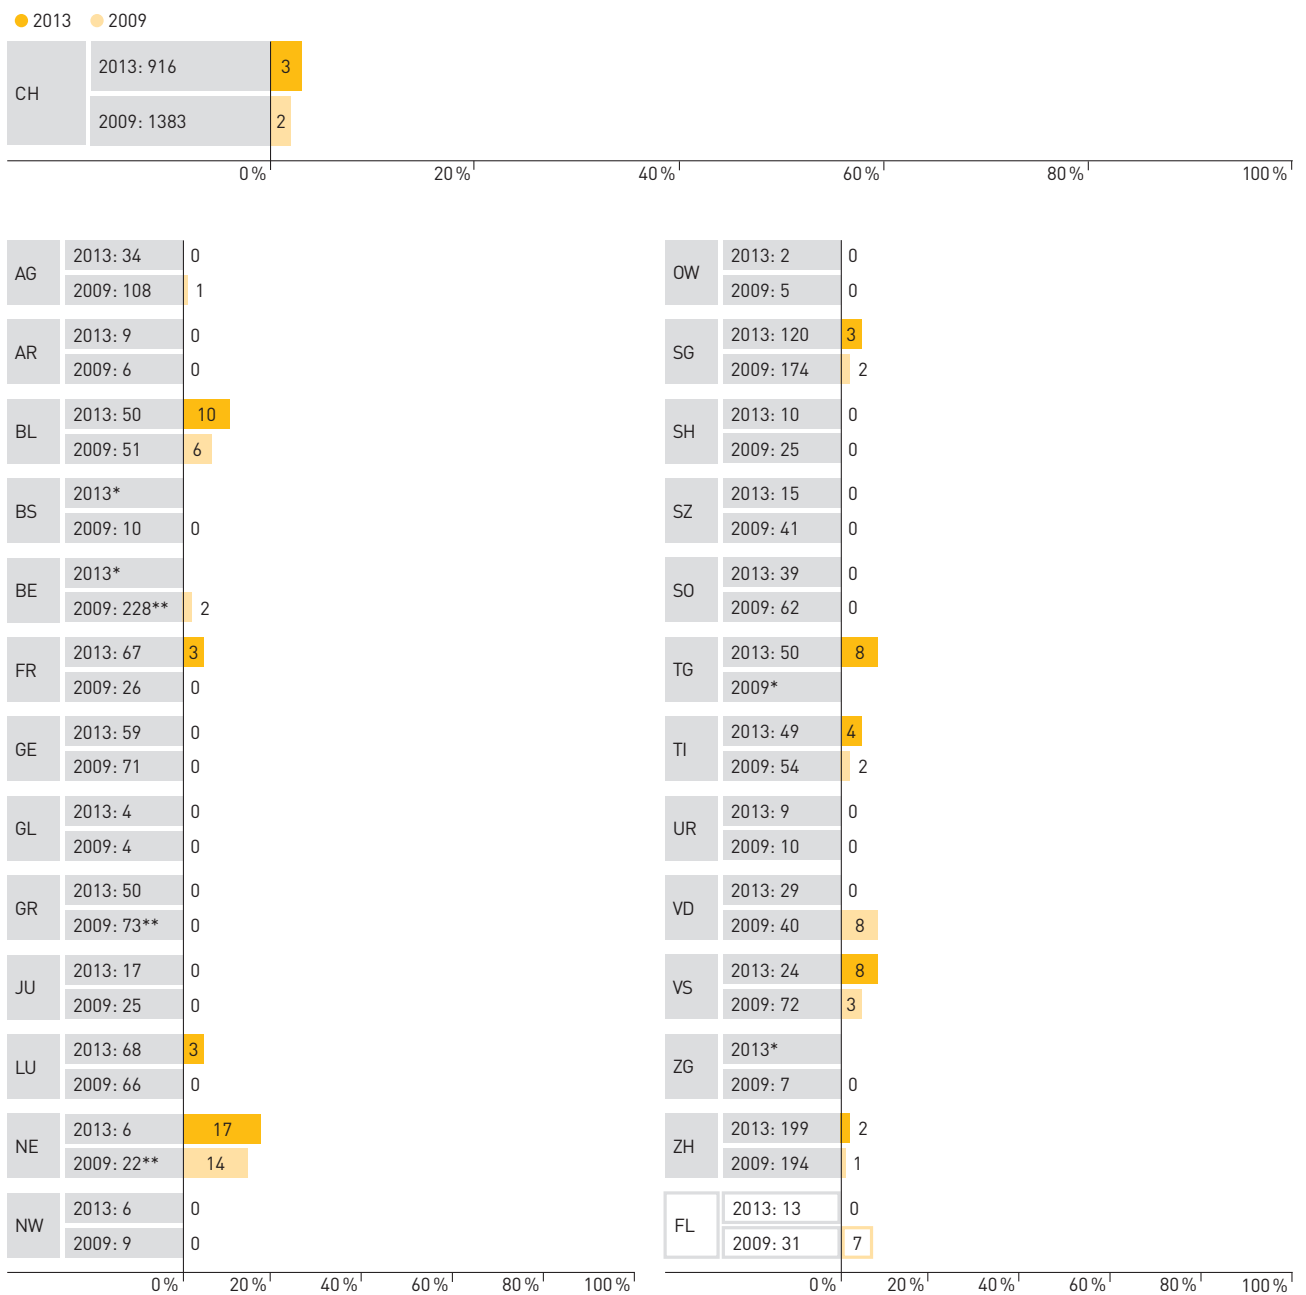 2013 2009
CH
2013: 916 3
2009: 1383 2
0 % 20 % 40 % 60 % 80 % 100 %
AG
2013: 34 0
2009: 108 1
AR
2013: 9 0
2009: 6 0
BL
2013: 50 10
2009: 51 6
BS
2013*
2009: 10 0
BE
2013*
2009: 228** 2
FR
2013: 67 3
2009: 26 0
GE
2013: 59 0
2009: 71 0
GL
2013: 4 0
2009: 4 0
GR
2013: 50 0
2009: 73** 0
JU
2013: 17 0
2009: 25 0
LU
2013: 68 3
2009: 66 0
NE
2013: 6 17
2009: 22** 14
NW
2013: 6 0
2009: 9 0
0 % 20 % 40 % 60 % 80 % 100 %
OW
2013: 2 0
2009: 5 0
SG
2013: 120 3
2009: 174 2
SH
2013: 10 0
2009: 25 0
SZ
2013: 15 0
2009: 41 0
SO
2013: 39 0
2009: 62 0
TG
2013: 50 8
2009*
TI
2013: 49 4
2009: 54 2
UR
2013: 9 0
2009: 10 0
VD
2013: 29 0
2009: 40 8
VS
2013: 24 8
2009: 72 3
ZG
2013*
2009: 7 0
ZH
2013: 199 2
2009: 194 1
FL
2013: 13 0
2009: 31 7
0 % 20 % 40 % 60 % 80 % 100 %